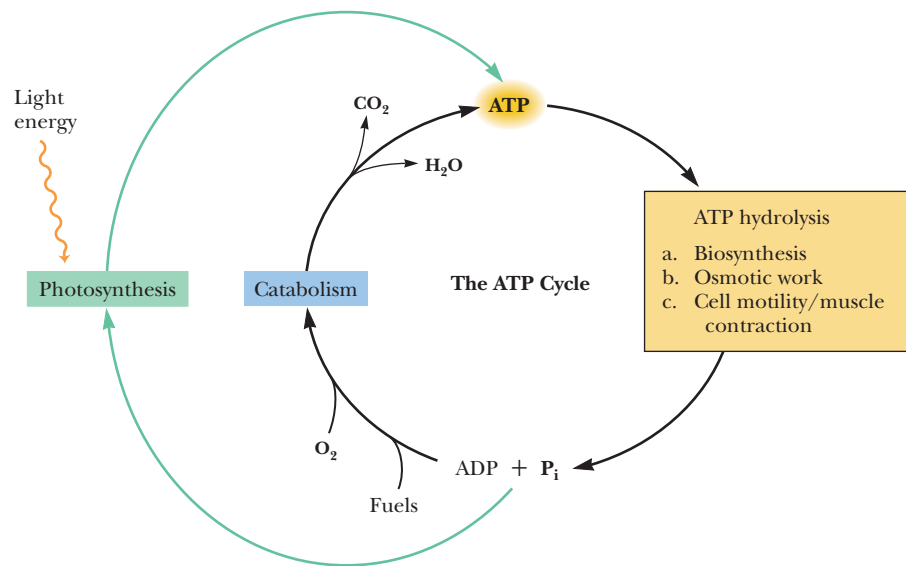 Light
energy
CO₂
ATP
H₂O
ATP hydrolysis
a. Biosynthesis
b. Osmotic work
c. Cell motility/muscle
contraction
Photosynthesis
Catabolism
The ATP Cycle
O₂
ADP + Pᵢ
Fuels